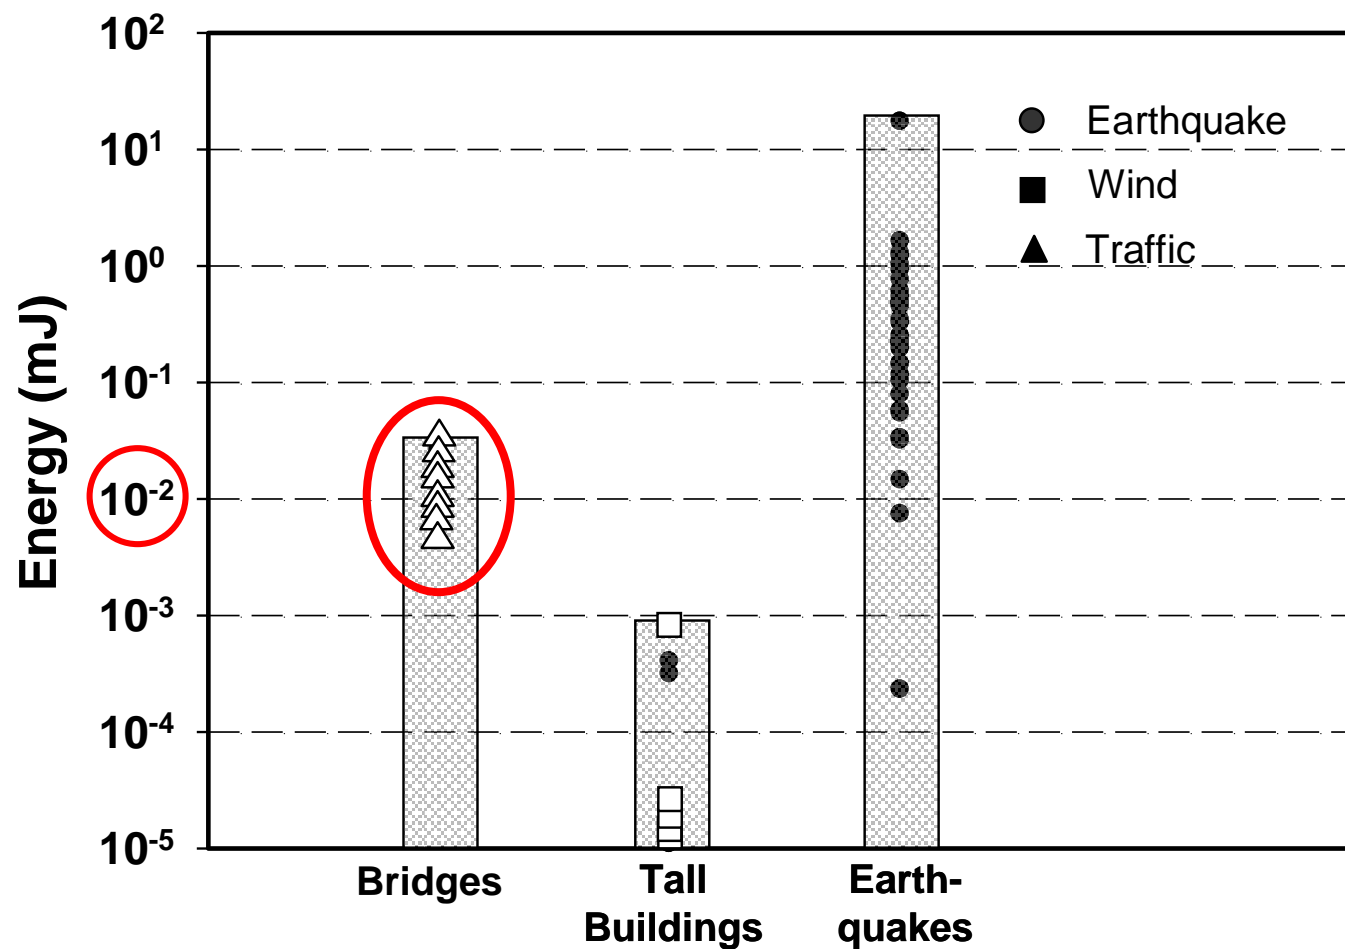 10²
10¹
10⁰
10⁻¹
10⁻²
10⁻³
10⁻⁴
10⁻⁵
Energy (mJ)
Earthquake
Wind
Traffic
Bridges
Tall
Buildings
Earth-
quakes